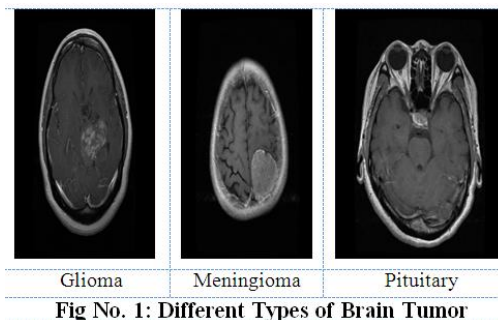 Glioma Meningioma Pituitary
Fig No. 1: Different Types of Brain Tumor